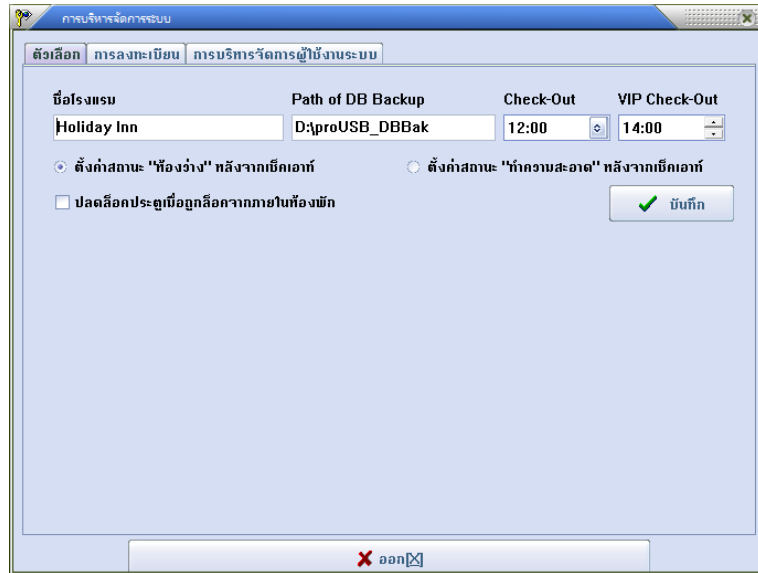 การบริหารจัดการระบบ
ตัวเลือก การลงทะเบียน การบริหารจัดการผู้ใช้งานระบบ
ชื่อโรงแรม Path of DB Backup Check-Out VIP Check-Out
Holiday Inn D:\proUSB_DBBak 12:00 14:00
ตั้งค่าสถานะ "ห้องว่าง" หลังจากเช็คเอาท์ ตั้งค่าสถานะ "ทำความสะอาด" หลังจากเช็คเอาท์
ปลดล็อคประตูเมื่อถูกล็อคจากภายในห้องพัก บันทึก
ออก[X]